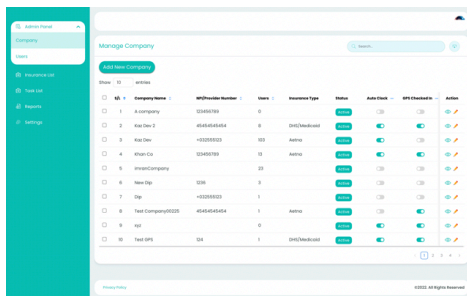 Admin Panel
Company
Users
Insurance List
Task List
Reports
Settings
Manage Company
Search...
Add New Company
Show 10 entries
S/L Company Name NPI/Provider Number Users Insurance Type Status Auto Clock GPS Checked In Action
1 A company 123456789 0 Active
2 Kaz Dev 2 45454545454 9 DHS/Medicaid Active
3 Kaz Dev +032555123 103 Aetna Active
4 Khan Co 123456789 13 Aetna Active
5 ImranCompany 23 Active
6 New Dip 1236 3 Active
7 Dip +032555123 1 Active
8 Test Company20225 45454545454 1 Aetna Active
9 xyz 0 Active
10 Test GPS 124 1 DHS/Medicaid Active
1 2 3 4
Privacy Policy
©2022. All Rights Reserved